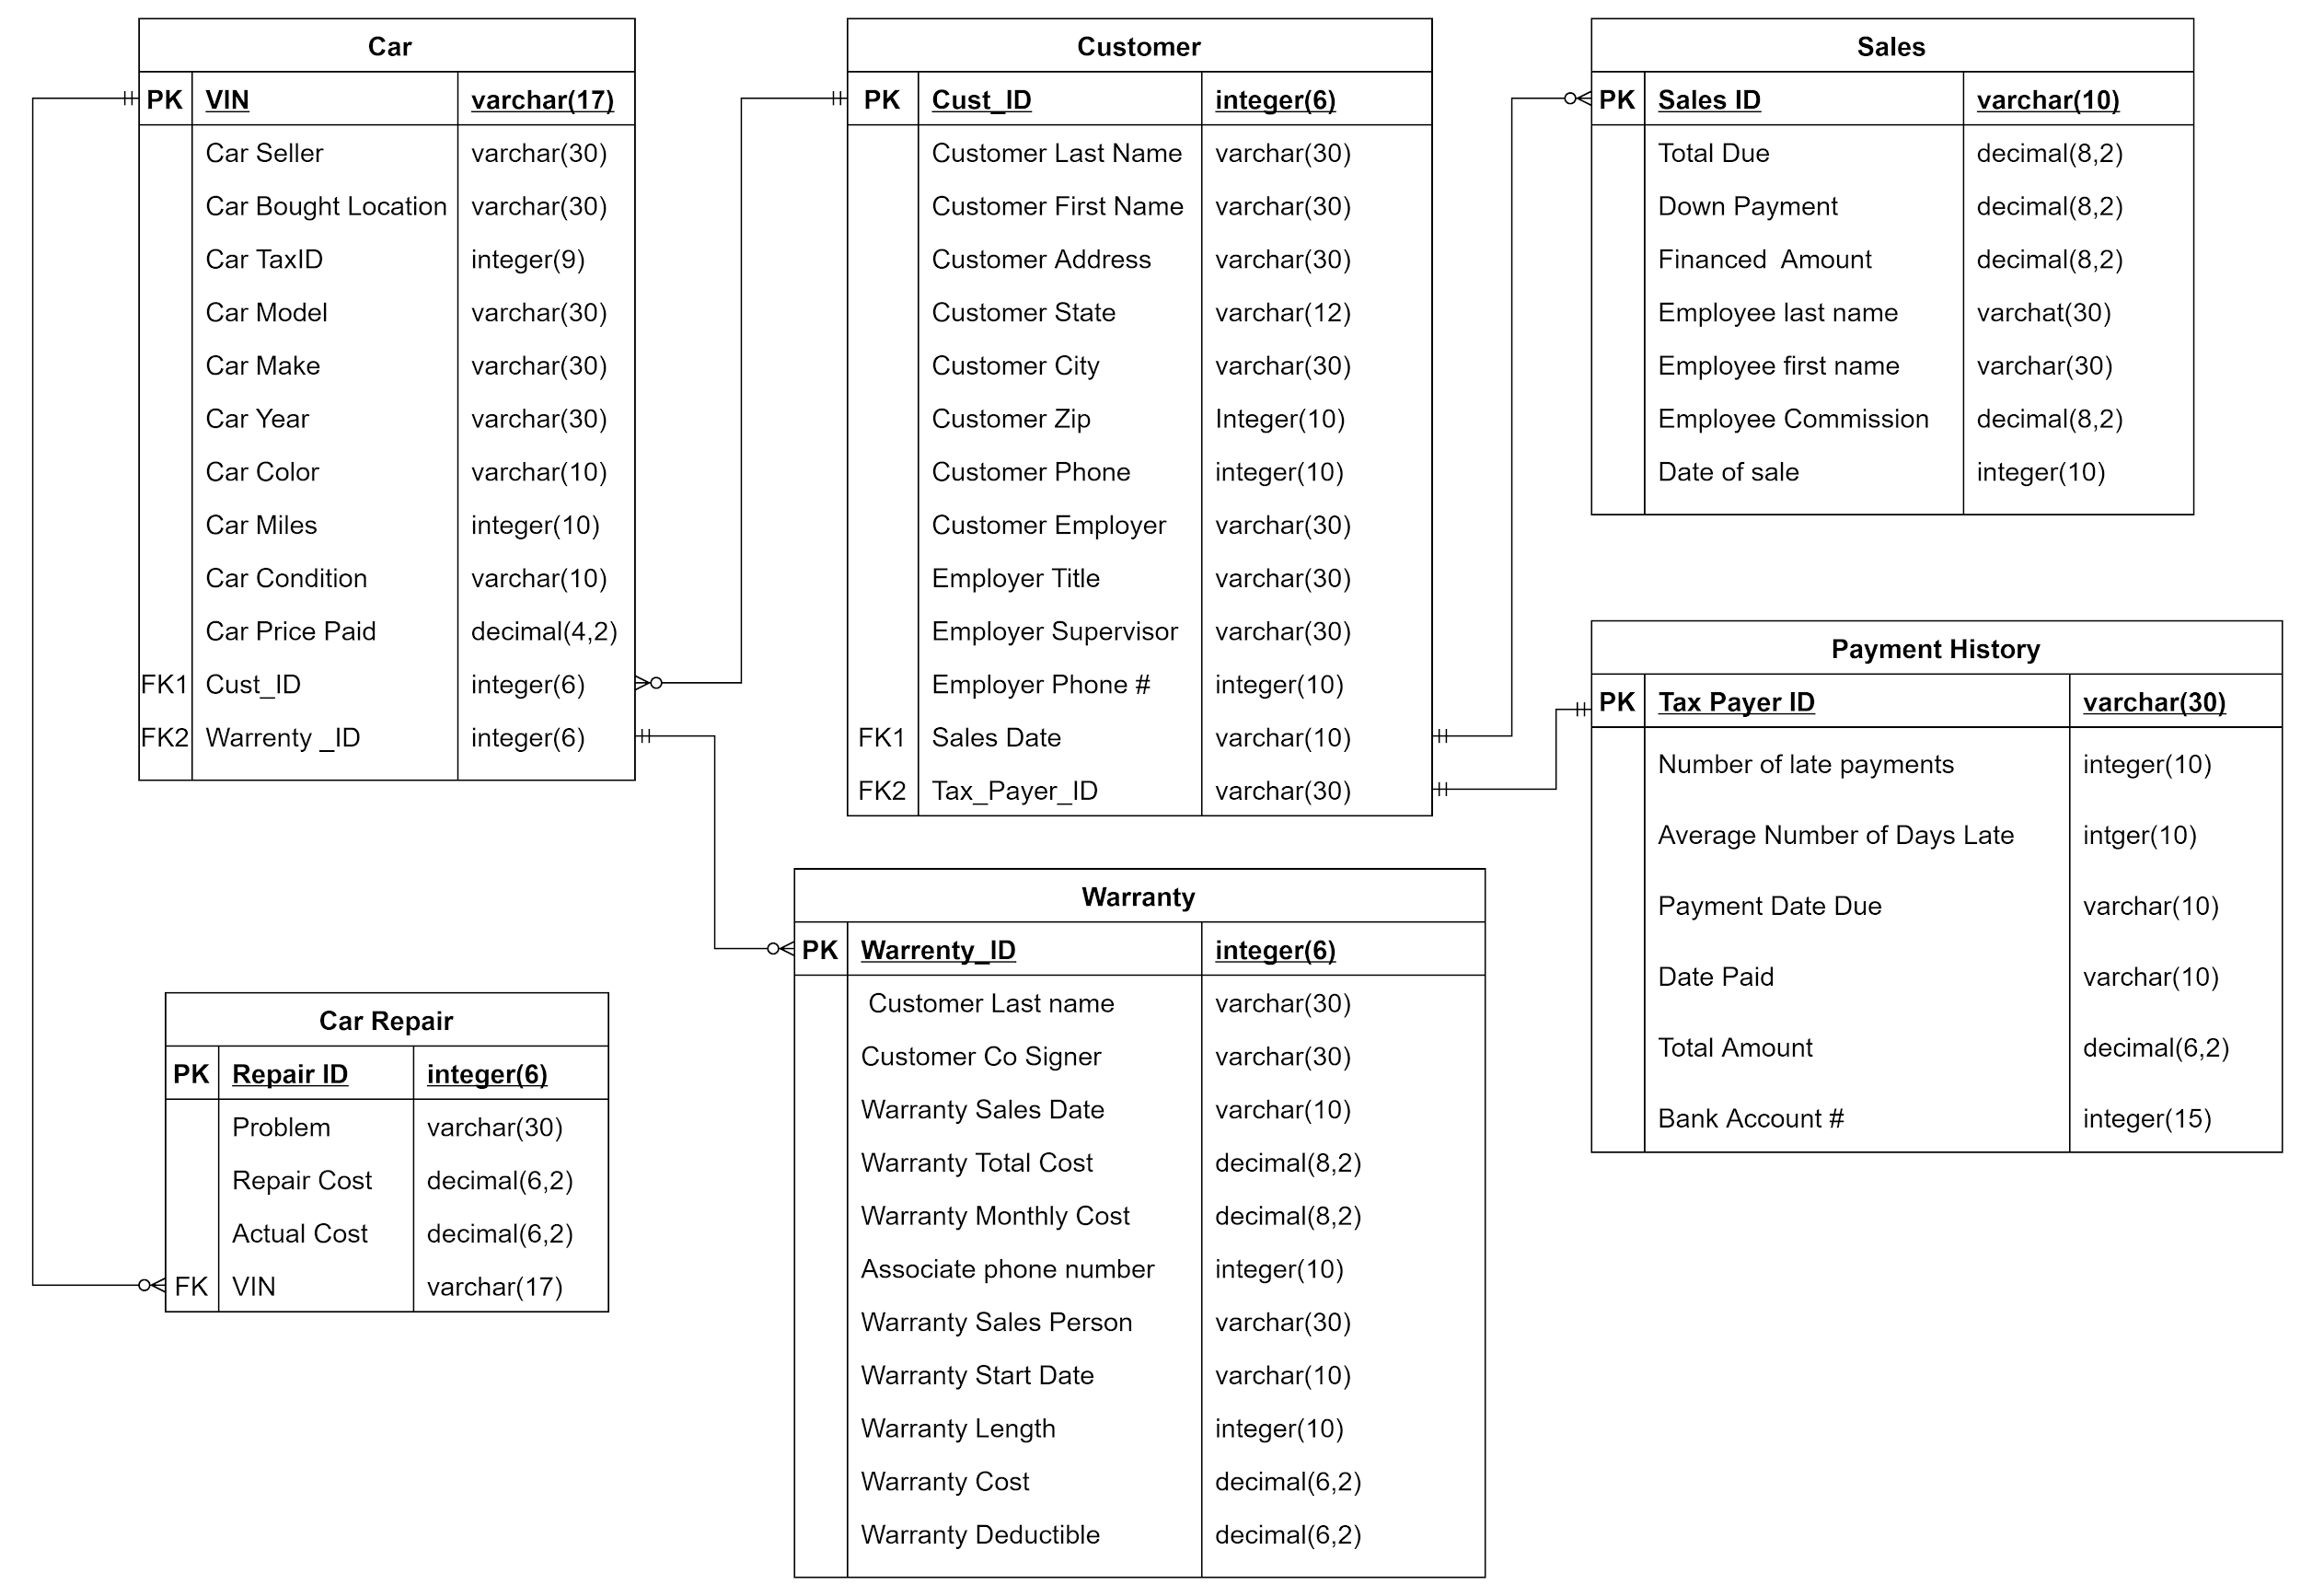 Car
PK VIN varchar(17)
Car Seller varchar(30)
Car Bought Location varchar(30)
Car TaxID integer(9)
Car Model varchar(30)
Car Make varchar(30)
Car Year varchar(30)
Car Color varchar(10)
Car Miles integer(10)
Car Condition varchar(10)
Car Price Paid decimal(4,2)
FK1 Cust_ID integer(6)
FK2 Warrenty _ID integer(6)
Customer
PK Cust_ID integer(6)
Customer Last Name varchar(30)
Customer First Name varchar(30)
Customer Address varchar(30)
Customer State varchar(12)
Customer City varchar(30)
Customer Zip Integer(10)
Customer Phone integer(10)
Customer Employer varchar(30)
Employer Title varchar(30)
Employer Supervisor varchar(30)
Employer Phone # integer(10)
FK1 Sales Date varchar(10)
FK2 Tax_Payer_ID varchar(30)
Sales
PK Sales ID varchar(10)
Total Due decimal(8,2)
Down Payment decimal(8,2)
Financed  Amount decimal(8,2)
Employee last name varchat(30)
Employee first name varchar(30)
Employee Commission decimal(8,2)
Date of sale integer(10)
Payment History
PK Tax Payer ID varchar(30)
Number of late payments integer(10)
Average Number of Days Late intger(10)
Payment Date Due varchar(10)
Date Paid varchar(10)
Total Amount decimal(6,2)
Bank Account # integer(15)
Warranty
PK Warrenty_ID integer(6)
Customer Last name varchar(30)
Customer Co Signer varchar(30)
Warranty Sales Date varchar(10)
Warranty Total Cost decimal(8,2)
Warranty Monthly Cost decimal(8,2)
Associate phone number integer(10)
Warranty Sales Person varchar(30)
Warranty Start Date varchar(10)
Warranty Length integer(10)
Warranty Cost decimal(6,2)
Warranty Deductible decimal(6,2)
Car Repair
PK Repair ID integer(6)
Problem varchar(30)
Repair Cost decimal(6,2)
Actual Cost decimal(6,2)
FK VIN varchar(17)